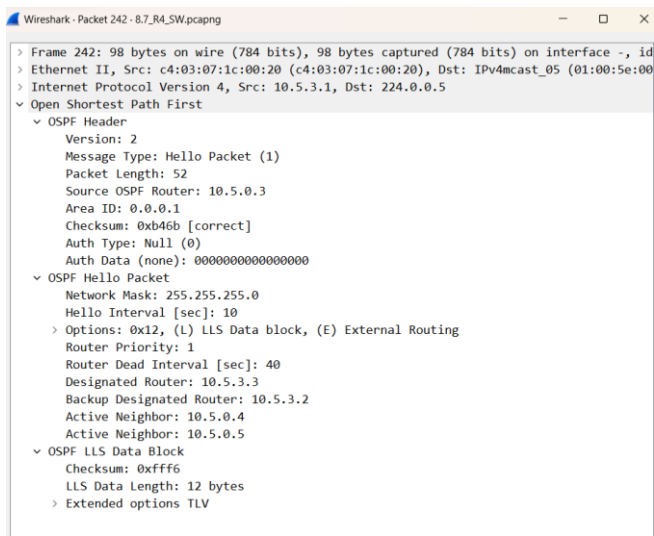 Wireshark · Packet 242 · 8.7_R4_SW.pcapng
> Frame 242: 98 bytes on wire (784 bits), 98 bytes captured (784 bits) on interface -, id
> Ethernet II, Src: c4:03:07:1c:00:20 (c4:03:07:1c:00:20), Dst: IPv4mcast_05 (01:00:5e:00
> Internet Protocol Version 4, Src: 10.5.3.1, Dst: 224.0.0.5
Open Shortest Path First
OSPF Header
Version: 2
Message Type: Hello Packet (1)
Packet Length: 52
Source OSPF Router: 10.5.0.3
Area ID: 0.0.0.1
Checksum: 0xb46b [correct]
Auth Type: Null (0)
Auth Data (none): 0000000000000000
OSPF Hello Packet
Network Mask: 255.255.255.0
Hello Interval [sec]: 10
> Options: 0x12, (L) LLS Data block, (E) External Routing
Router Priority: 1
Router Dead Interval [sec]: 40
Designated Router: 10.5.3.3
Backup Designated Router: 10.5.3.2
Active Neighbor: 10.5.0.4
Active Neighbor: 10.5.0.5
OSPF LLS Data Block
Checksum: 0xfff6
LLS Data Length: 12 bytes
> Extended options TLV